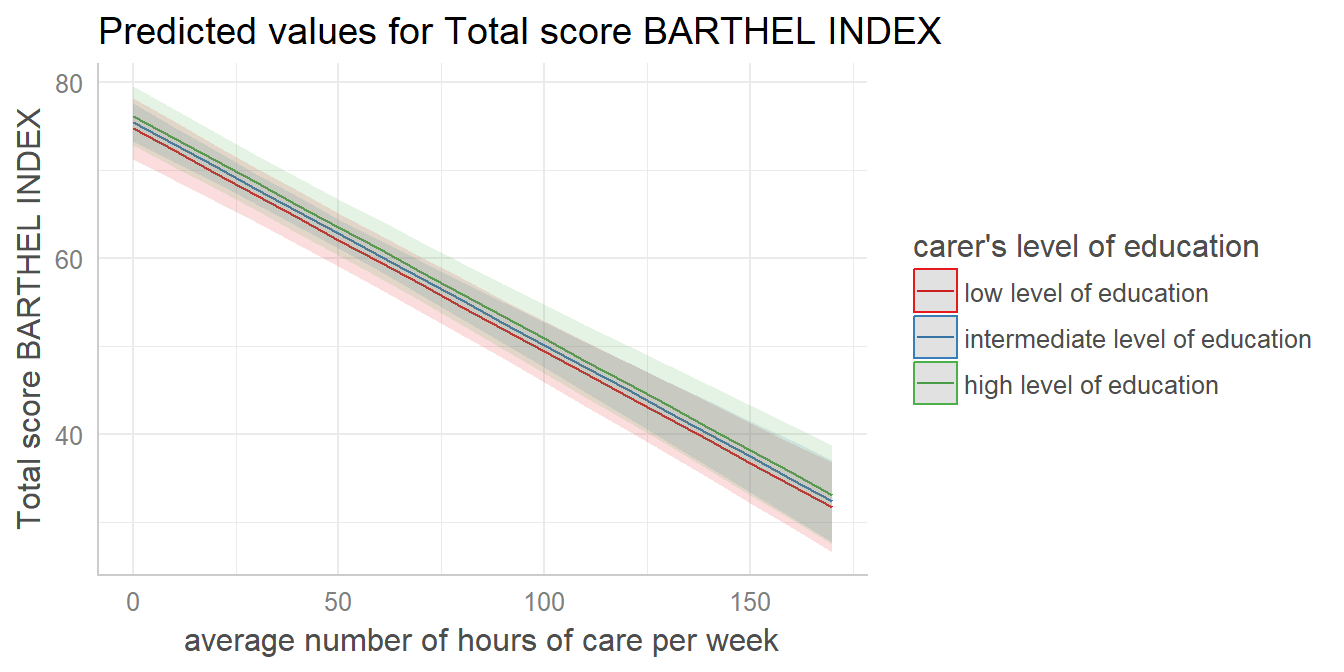 Predicted values for Total score BARTHEL INDEX
Total score BARTHEL INDEX
80
60
40
0
50
100
150
average number of hours of care per week
carer's level of education
low level of education
intermediate level of education
high level of education